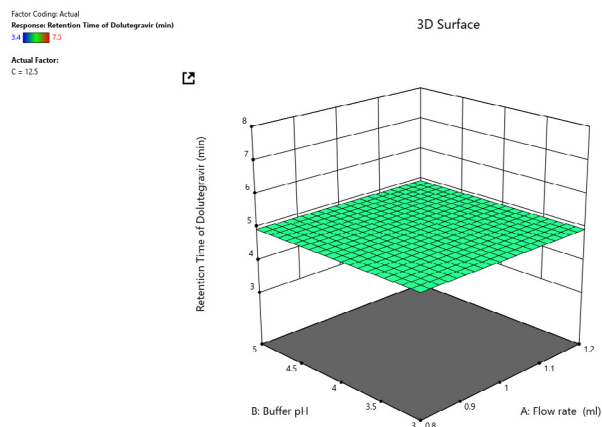 Factor Coding: Actual
Response: Retention Time of Dolutegravir (min)
3.4 7.5
Actual Factor:
C = 12.5
3D Surface
Retention Time of Dolutegravir (min)
8
7
6
5
4
3
5
4.5
4
3.5
3
0.8
0.9
1
1.1
1.2
B: Buffer pH
A: Flow rate (ml)